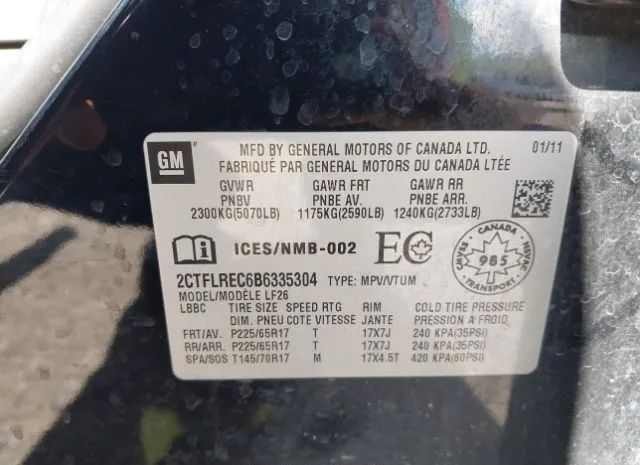 GM
MFD BY GENERAL MOTORS OF CANADA LTD. 01/11
FABRIQUÉ PAR GENERAL MOTORS DU CANADA LTÉE
GVWR GAWR FRT GAWR RR
PNBV PNBE AV. PNBE ARR.
2300KG(5070LB) 1175KG(2590LB) 1240KG(2733LB)
ICES/NMB-002 EC
CANADA
985
TRANSPORT
2CTFLREC6B6335304 TYPE: MPV/VTUM
MODEL/MODÈLE LF26
LBBC TIRE SIZE SPEED RTG RIM COLD TIRE PRESSURE
DIM. PNEU COTE VITESSE JANTE PRESSION A FROID
FRT/AV. P225/65R17 T 17X7J 240 KPA(35PSI)
RR/ARR. P225/65R17 T 17X7J 240 KPA(35PSI)
SPA/SOS T145/70R17 M 17X4.5T 420 KPA(60PSI)